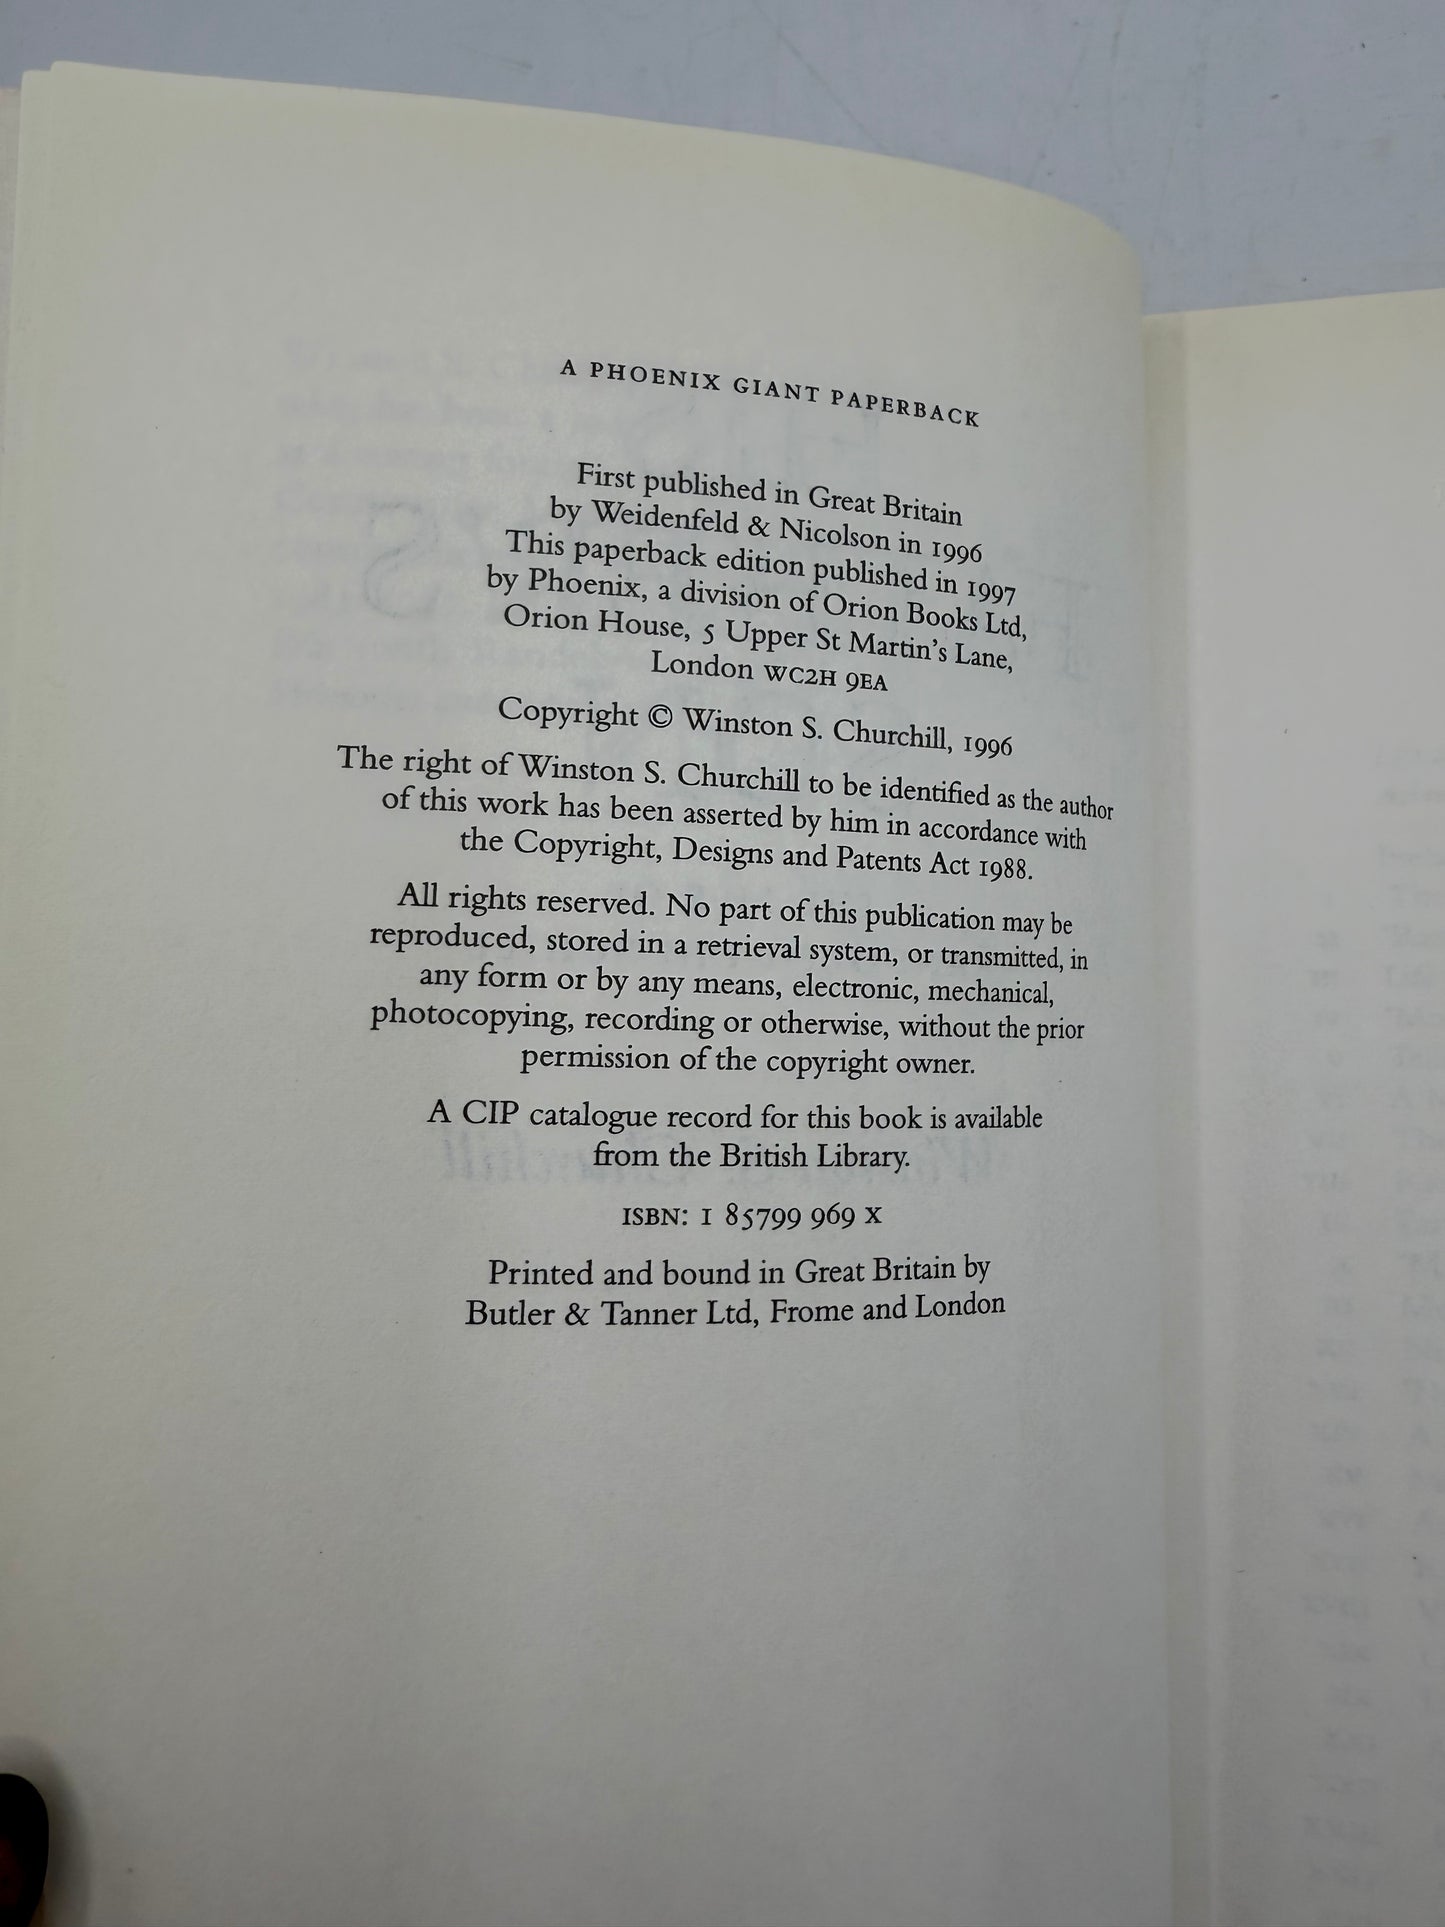 A PHOENIX GIANT PAPERBACK
First published in Great Britain
by Weidenfeld & Nicolson in 1996
This paperback edition published in 1997
by Phoenix, a division of Orion Books Ltd,
Orion House, 5 Upper St Martin's Lane,
London WC2H 9EA
Copyright © Winston S. Churchill, 1996
The right of Winston S. Churchill to be identified as the author
of this work has been asserted by him in accordance with
the Copyright, Designs and Patents Act 1988.
All rights reserved. No part of this publication may be
reproduced, stored in a retrieval system, or transmitted, in
any form or by any means, electronic, mechanical,
photocopying, recording or otherwise, without the prior
permission of the copyright owner.
A CIP catalogue record for this book is available
from the British Library.
ISBN: 1 85799 969 X
Printed and bound in Great Britain by
Butler & Tanner Ltd, Frome and London